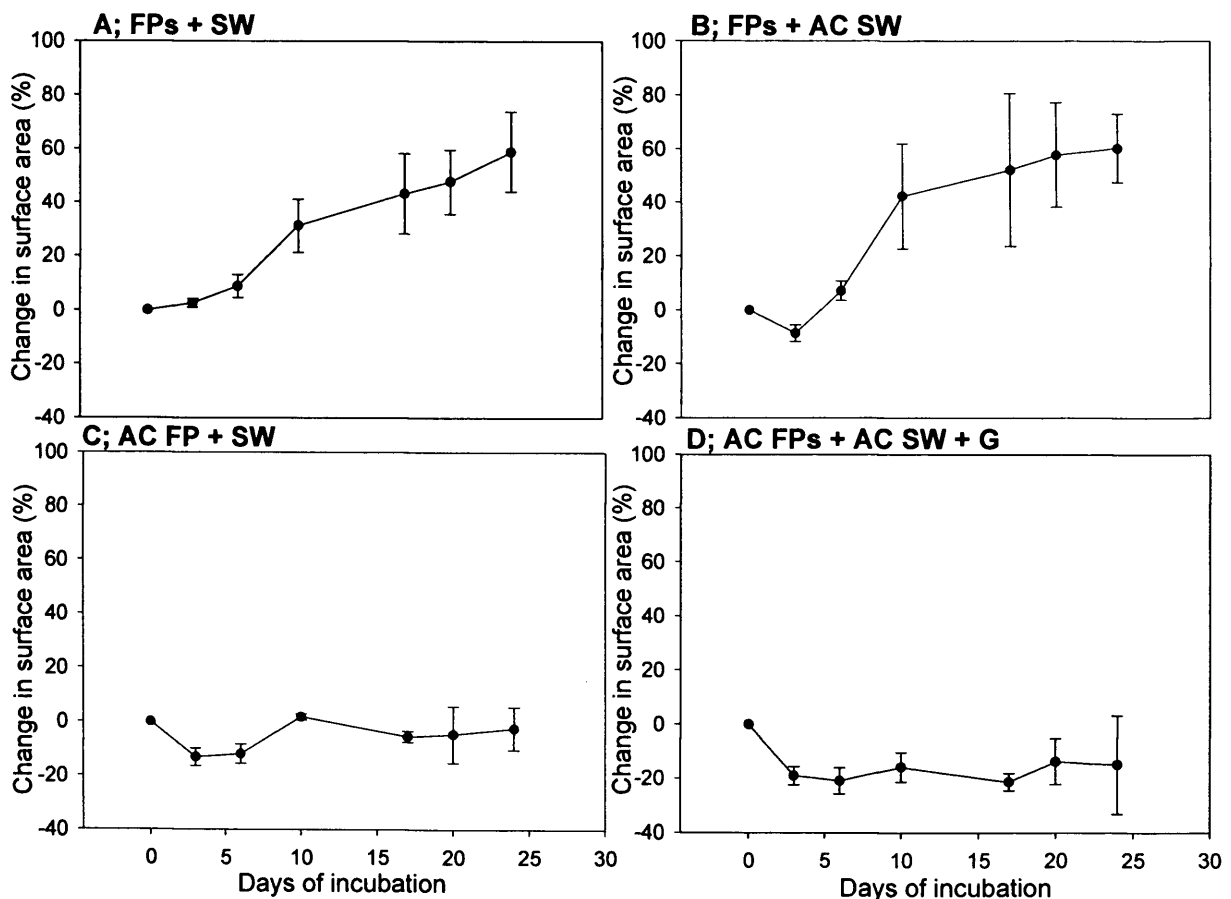 A; FPs + SW
B; FPs + AC SW
Change in surface area (%)
100
80
60
40
20
0
-20
-40
Change in surface area (%)
100
80
60
40
20
0
-20
-40
C; AC FP + SW
D; AC FPs + AC SW + G
Change in surface area (%)
100
80
60
40
20
0
-20
-40
0 5 10 15 20 25 30
Days of incubation
Change in surface area (%)
100
80
60
40
20
0
-20
-40
0 5 10 15 20 25 30
Days of incubation